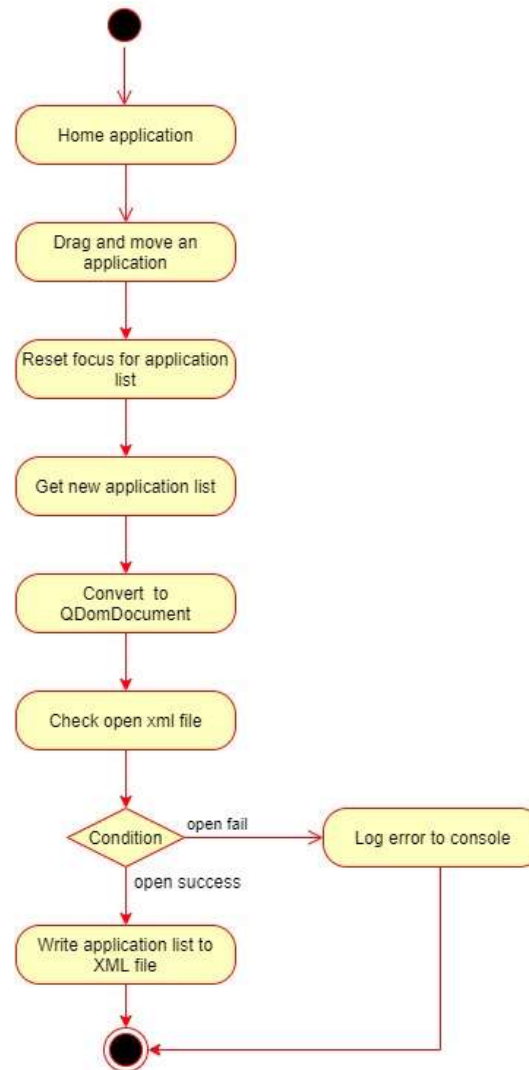 Home application
Drag and move an
application
Reset focus for application
list
Get new application list
Convert to
QDomDocument
Check open xml file
Condition
open fail
Log error to console
open success
Write application list to
XML file